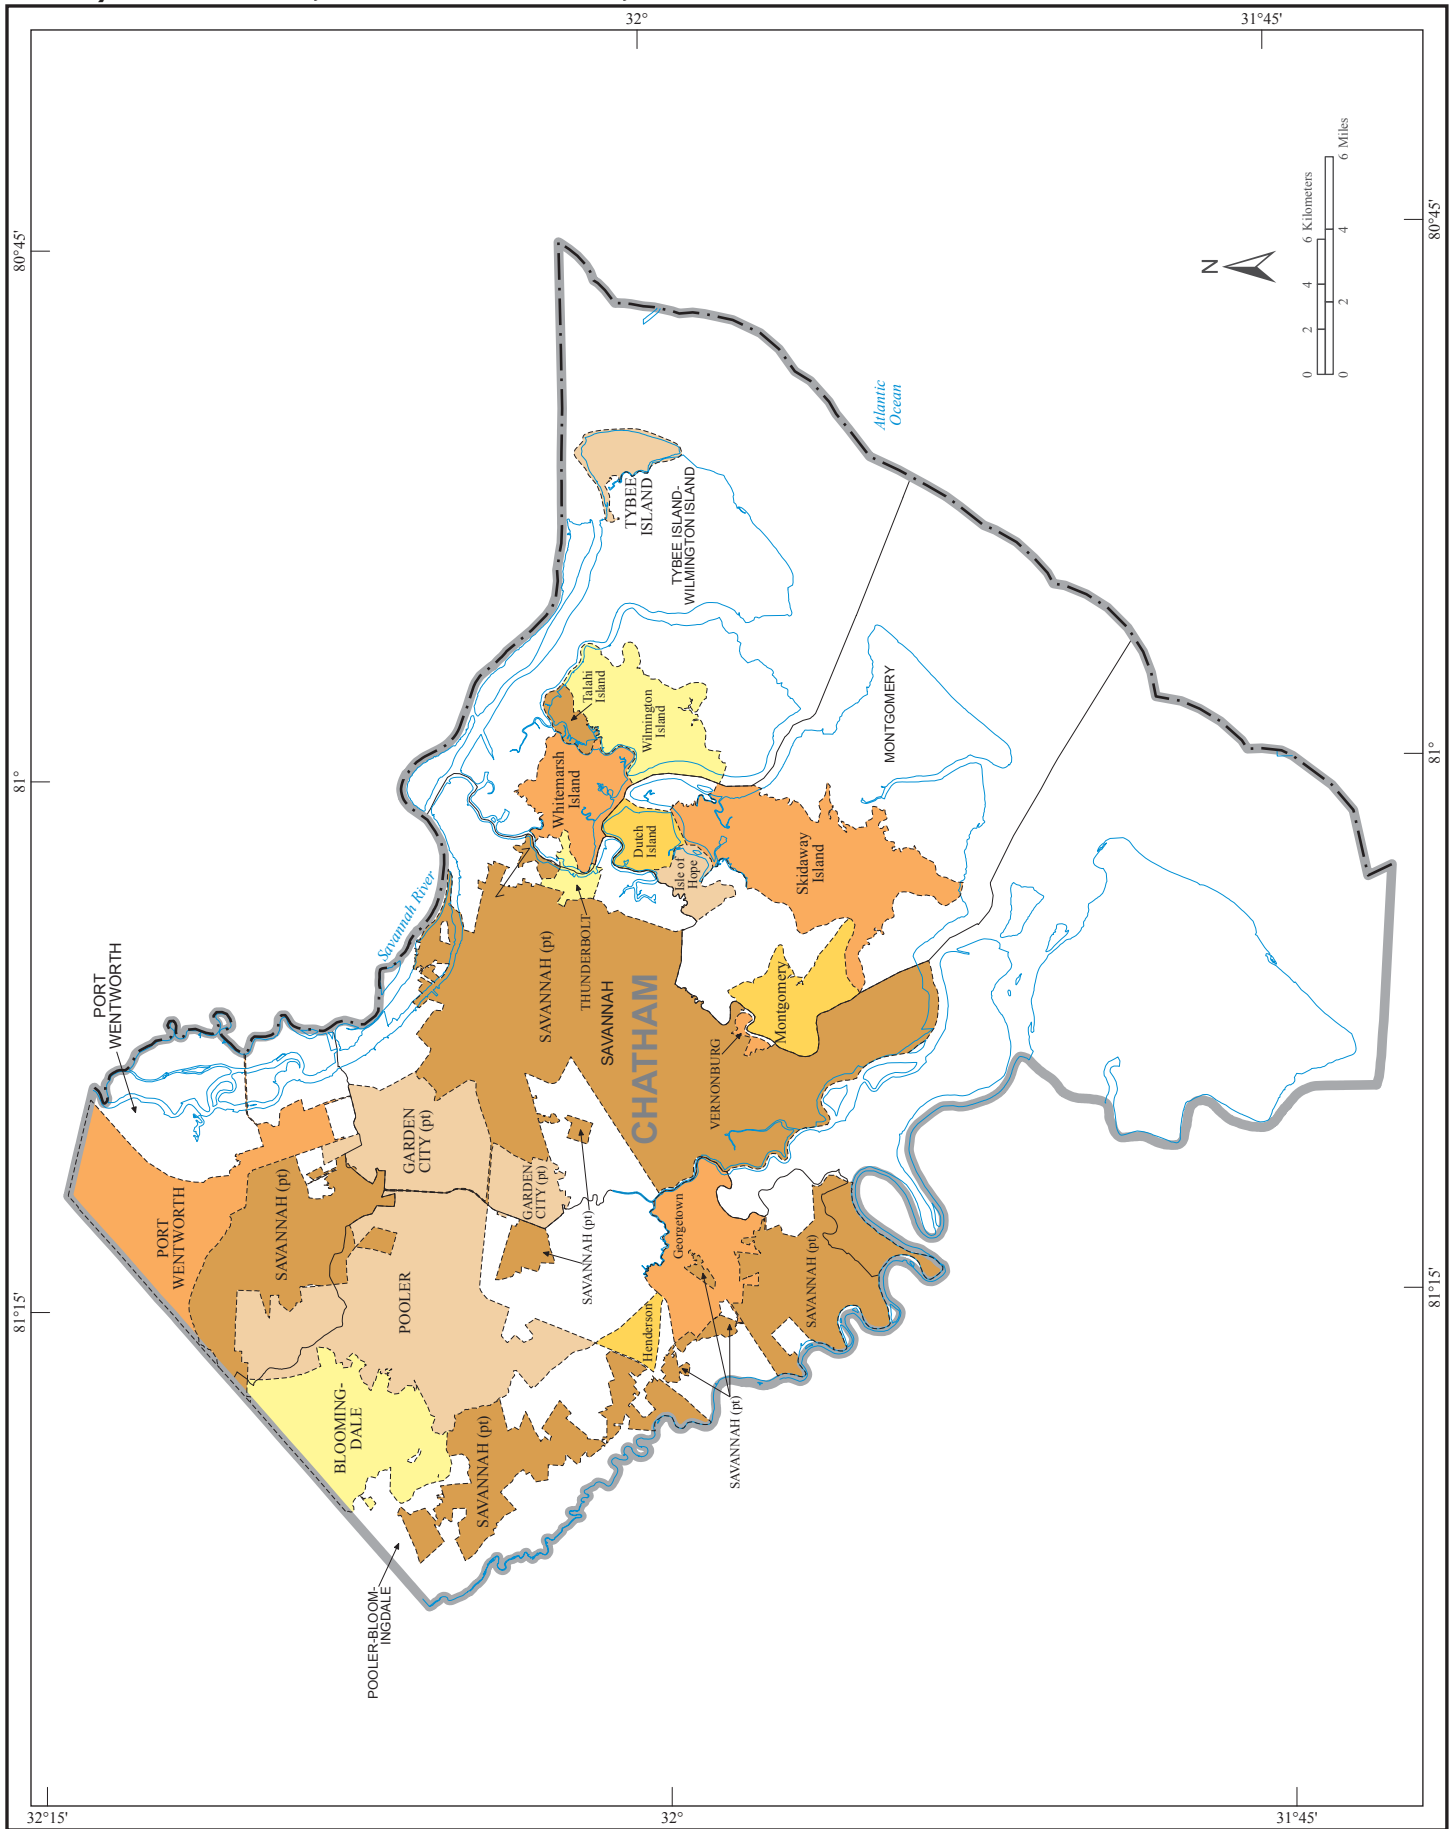 32°
31°45'
80°45'
80°45'
81°
81°
81°15'
81°15'
32°15'
32°
31°45'
N
0 2 4 6 Kilometers
0 2 4 6 Miles
Atlantic
Ocean
Savannah River
PORT
WENTWORTH
PORT
WENTWORTH
SAVANNAH (pt)
GARDEN
CITY (pt)
GARDEN
CITY (pt)
POOLER
BLOOMING-
DALE
POOLER-BLOOM-
INGDALE
SAVANNAH (pt)
SAVANNAH (pt)
SAVANNAH (pt)
THUNDERBOLT
SAVANNAH
CHATHAM
TYBEE
ISLAND
TYBEE ISLAND-
WILMINGTON ISLAND
Talahi
Island
Wilmington
Island
Whitemarsh
Island
Dutch
Island
Isle of
Hope
Skidaway
Island
MONTGOMERY
Montgomery
VERNONBURG
Georgetown
Henderson
SAVANNAH (pt)
SAVANNAH (pt)